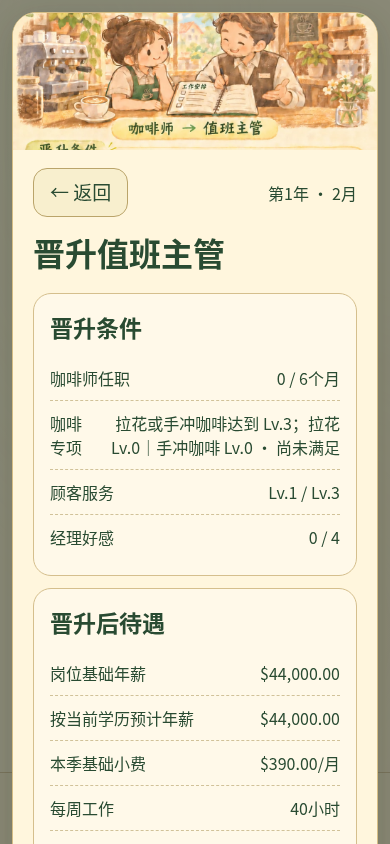 工作安排
咖啡师 → 值班主管
晋升条件
← 返回
第1年 · 2月
晋升值班主管
晋升条件
咖啡师任职 0 / 6个月
咖啡专项 拉花或手冲咖啡达到 Lv.3；拉花
Lv.0｜手冲咖啡 Lv.0 · 尚未满足
顾客服务 Lv.1 / Lv.3
经理好感 0 / 4
晋升后待遇
岗位基础年薪 $44,000.00
按当前学历预计年薪 $44,000.00
本季基础小费 $390.00/月
每周工作 40小时